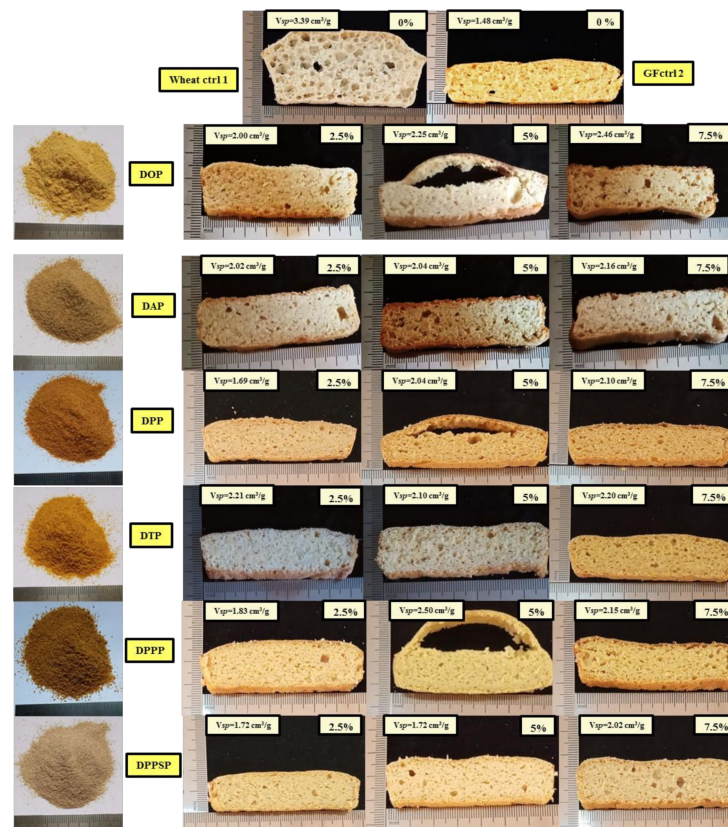 Vsp=3.39 cm³/g 0% Vsp=1.48 cm³/g 0 %
Wheat ctrl 1 GFctrl2
DOP Vsp=2.00 cm³/g 2.5% Vsp=2.25 cm³/g 5% Vsp=2.46 cm³/g 7.5%
DAP Vsp=2.02 cm³/g 2.5% Vsp=2.04 cm³/g 5% Vsp=2.16 cm³/g 7.5%
DPP Vsp=1.69 cm³/g 2.5% Vsp=2.04 cm³/g 5% Vsp=2.10 cm³/g 7.5%
DTP Vsp=2.21 cm³/g 2.5% Vsp=2.10 cm³/g 5% Vsp=2.20 cm³/g 7.5%
DPPP Vsp=1.83 cm³/g 2.5% Vsp=2.50 cm³/g 5% Vsp=2.15 cm³/g 7.5%
DPPSP Vsp=1.72 cm³/g 2.5% Vsp=1.72 cm³/g 5% Vsp=2.02 cm³/g 7.5%